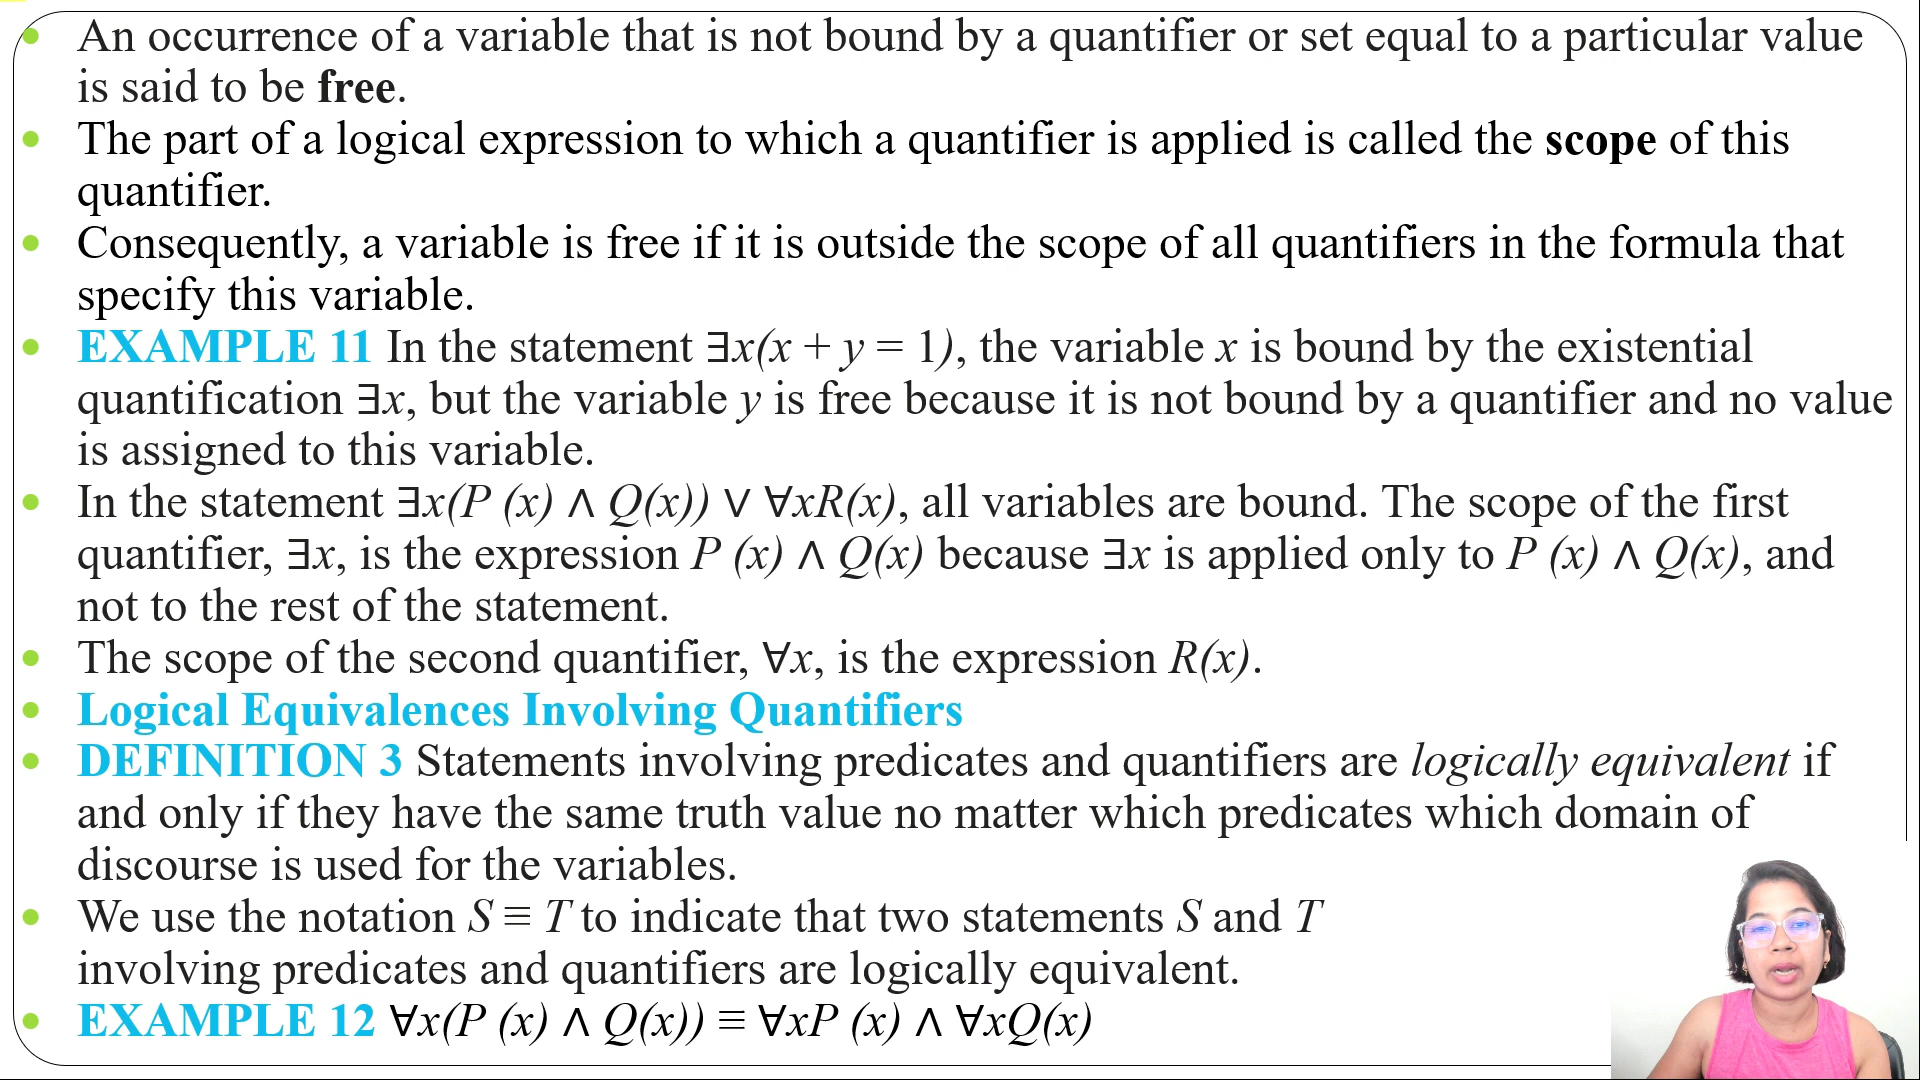 • An occurrence of a variable that is not bound by a quantifier or set equal to a particular value
is said to be free.
• The part of a logical expression to which a quantifier is applied is called the scope of this
quantifier.
• Consequently, a variable is free if it is outside the scope of all quantifiers in the formula that
specify this variable.
• EXAMPLE 11 In the statement ∃x(x + y = 1), the variable x is bound by the existential
quantification ∃x, but the variable y is free because it is not bound by a quantifier and no value
is assigned to this variable.
• In the statement ∃x(P (x) ∧ Q(x)) ∨ ∀xR(x), all variables are bound. The scope of the first
quantifier, ∃x, is the expression P (x) ∧ Q(x) because ∃x is applied only to P (x) ∧ Q(x), and
not to the rest of the statement.
• The scope of the second quantifier, ∀x, is the expression R(x).
• Logical Equivalences Involving Quantifiers
• DEFINITION 3 Statements involving predicates and quantifiers are logically equivalent if
and only if they have the same truth value no matter which predicates which domain of
discourse is used for the variables.
• We use the notation S ≡ T to indicate that two statements S and T
involving predicates and quantifiers are logically equivalent.
• EXAMPLE 12 ∀x(P (x) ∧ Q(x)) ≡ ∀xP (x) ∧ ∀xQ(x)